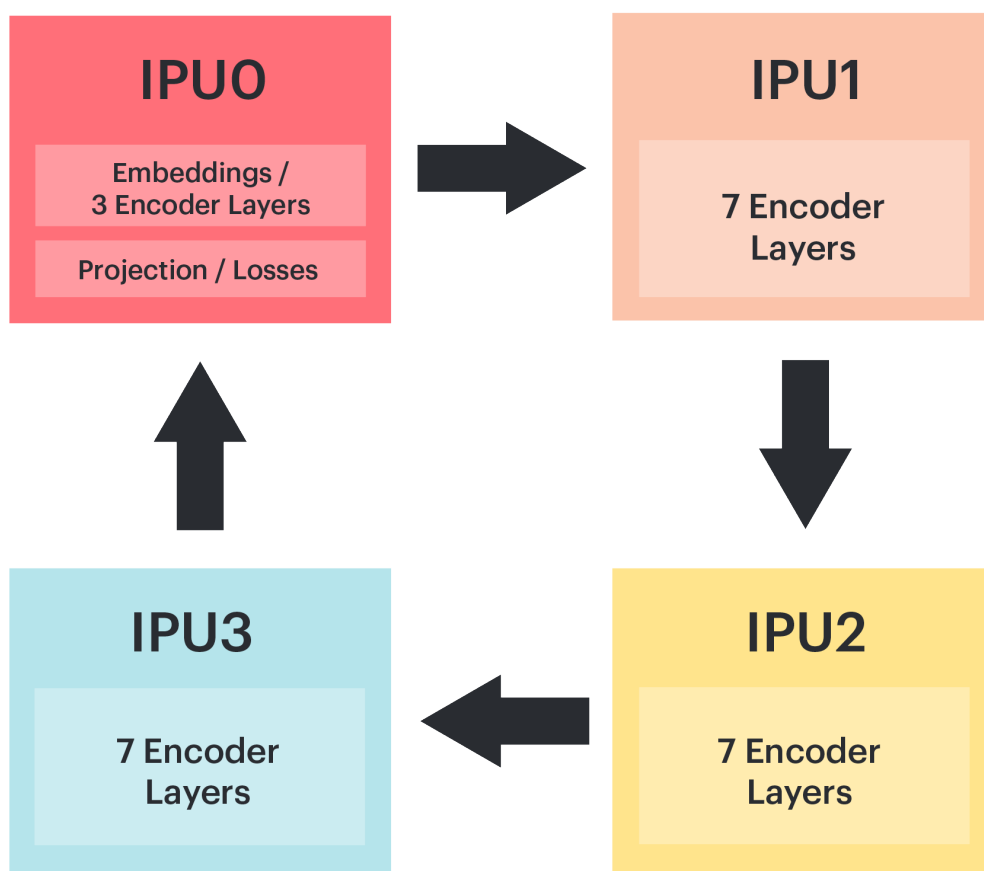 IPU0
Embeddings /
3 Encoder Layers
Projection / Losses
IPU1
7 Encoder
Layers
IPU3
7 Encoder
Layers
IPU2
7 Encoder
Layers